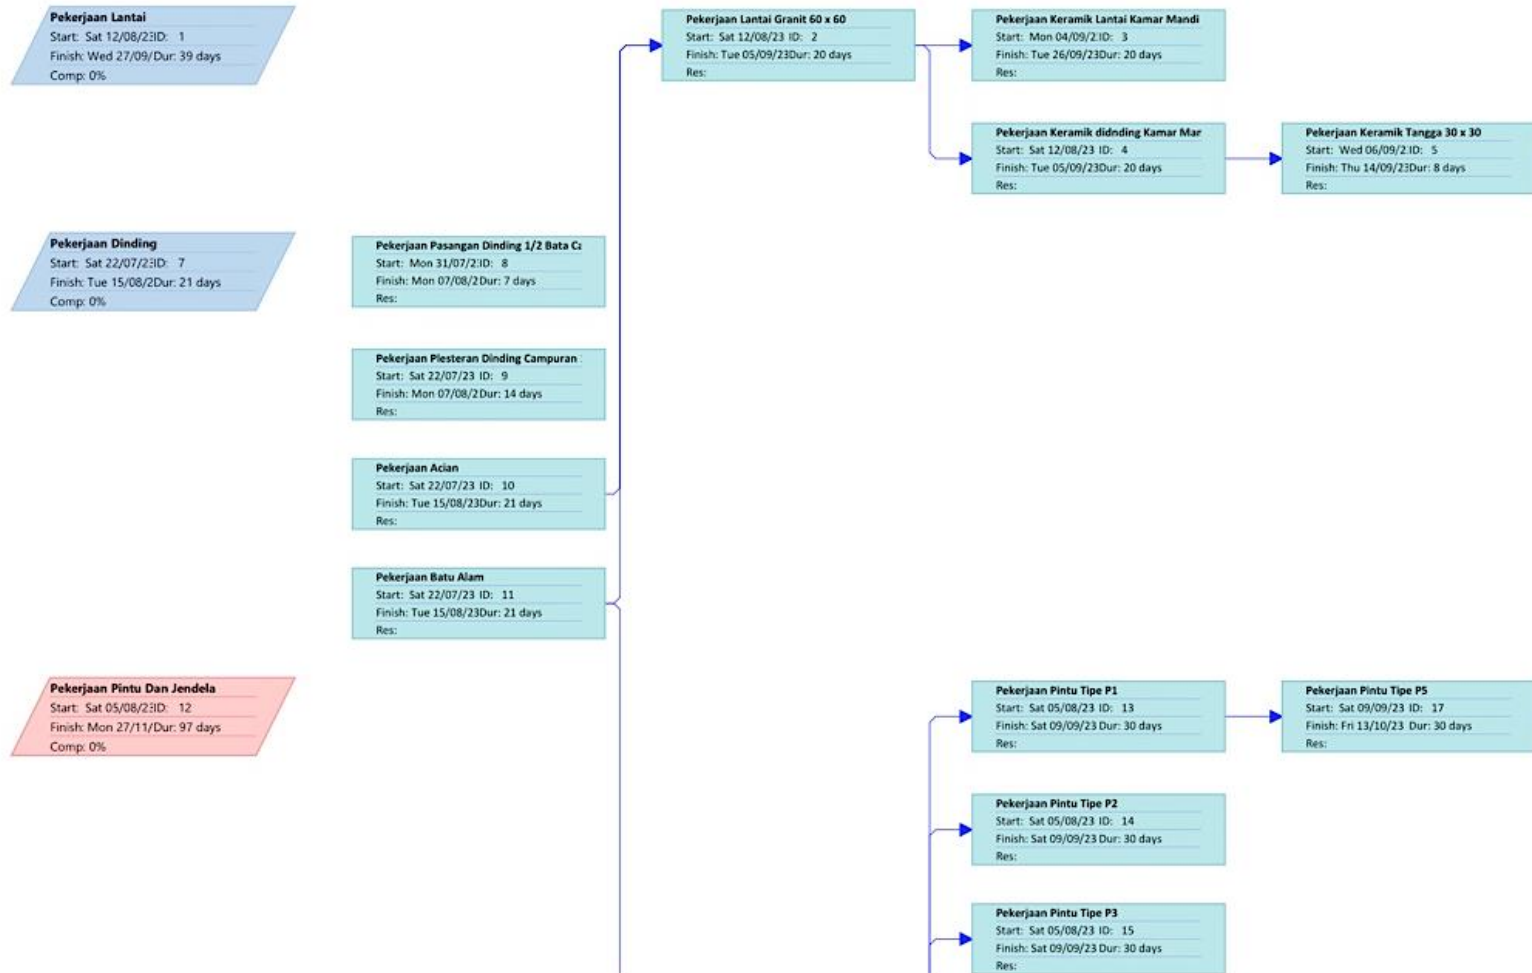 Pekerjaan Lantai
Start: Sat 12/08/23ID: 1
Finish: Wed 27/09/Dur: 39 days
Comp: 0%
Pekerjaan Lantai Granit 60 x 60
Start: Sat 12/08/23 ID: 2
Finish: Tue 05/09/23Dur: 20 days
Res:
Pekerjaan Keramik Lantai Kamar Mandi
Start: Mon 04/09/2:ID: 3
Finish: Tue 26/09/23Dur: 20 days
Res:
Pekerjaan Keramik didnding Kamar Mar
Start: Sat 12/08/23 ID: 4
Finish: Tue 05/09/23Dur: 20 days
Res:
Pekerjaan Keramik Tangga 30 x 30
Start: Wed 06/09/2:ID: 5
Finish: Thu 14/09/23Dur: 8 days
Res:
Pekerjaan Dinding
Start: Sat 22/07/23ID: 7
Finish: Tue 15/08/2Dur: 21 days
Comp: 0%
Pekerjaan Pasangan Dinding 1/2 Bata Ca
Start: Mon 31/07/2:ID: 8
Finish: Mon 07/08/2Dur: 7 days
Res:
Pekerjaan Plesteran Dinding Campuran
Start: Sat 22/07/23 ID: 9
Finish: Mon 07/08/2Dur: 14 days
Res:
Pekerjaan Acian
Start: Sat 22/07/23 ID: 10
Finish: Tue 15/08/23Dur: 21 days
Res:
Pekerjaan Batu Alam
Start: Sat 22/07/23 ID: 11
Finish: Tue 15/08/23Dur: 21 days
Res:
Pekerjaan Pintu Dan Jendela
Start: Sat 05/08/23ID: 12
Finish: Mon 27/11/Dur: 97 days
Comp: 0%
Pekerjaan Pintu Tipe P1
Start: Sat 05/08/23 ID: 13
Finish: Sat 09/09/23 Dur: 30 days
Res:
Pekerjaan Pintu Tipe P5
Start: Sat 09/09/23 ID: 17
Finish: Fri 13/10/23 Dur: 30 days
Res:
Pekerjaan Pintu Tipe P2
Start: Sat 05/08/23 ID: 14
Finish: Sat 09/09/23 Dur: 30 days
Res:
Pekerjaan Pintu Tipe P3
Start: Sat 05/08/23 ID: 15
Finish: Sat 09/09/23 Dur: 30 days
Res: